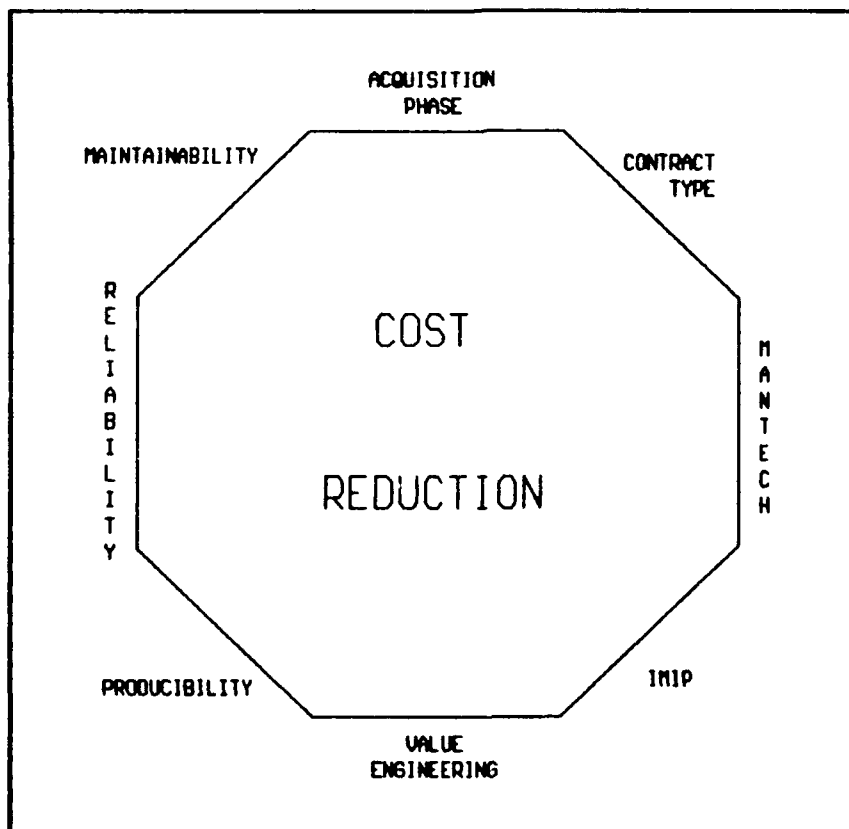 ACQUISITION
PHASE
MAINTAINABILITY
CONTRACT
TYPE
RELIABILITY
COST
REDUCTION
MANTECH
PRODUCIBILITY
IMIP
VALUE
ENGINEERING